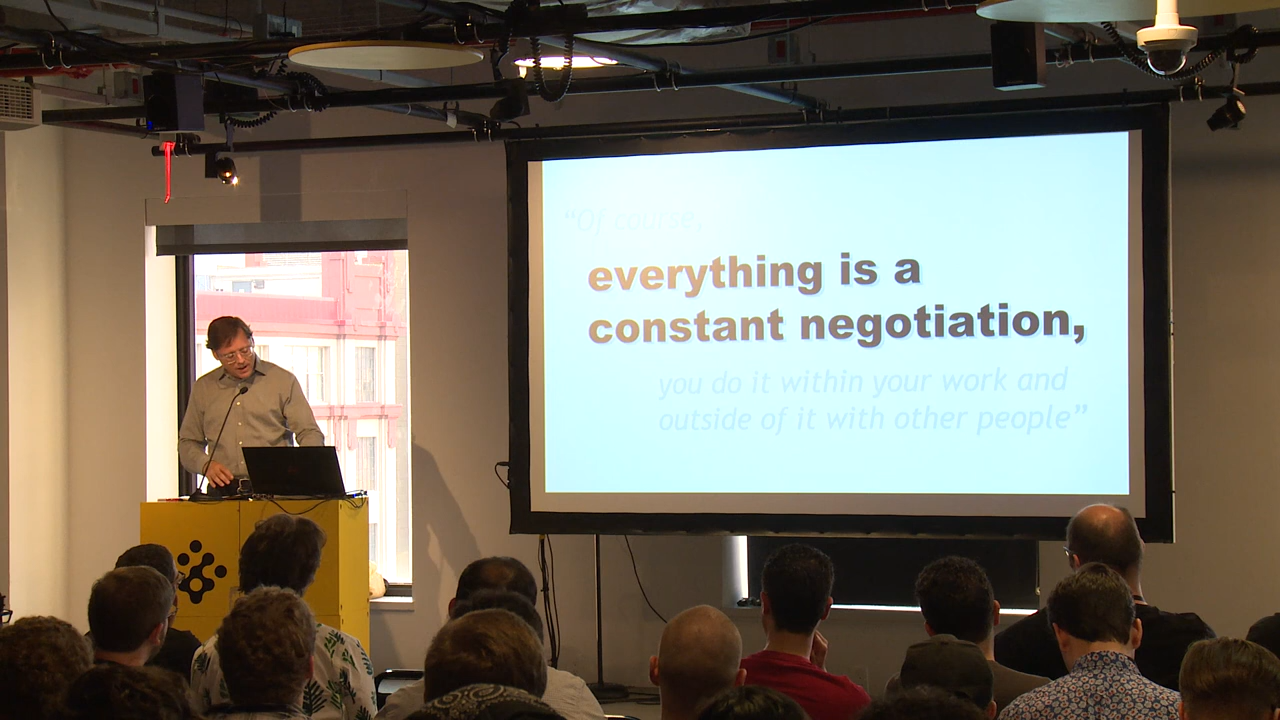 “Of course,
everything is a
constant negotiation,
you do it within your work and
outside of it with other people”